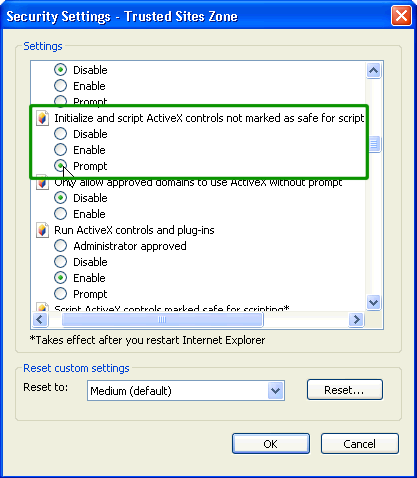 Security Settings - Trusted Sites Zone
Settings
Disable
Enable
Prompt
Initialize and script ActiveX controls not marked as safe for script
Disable
Enable
Prompt
Only allow approved domains to use ActiveX without prompt
Disable
Enable
Run ActiveX controls and plug-ins
Administrator approved
Disable
Enable
Prompt
Script ActiveX controls marked safe for scripting*
*Takes effect after you restart Internet Explorer
Reset custom settings
Reset to: Medium (default) Reset...
OK Cancel